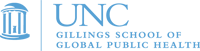 UNC
GILLINGS SCHOOL OF
GLOBAL PUBLIC HEALTH